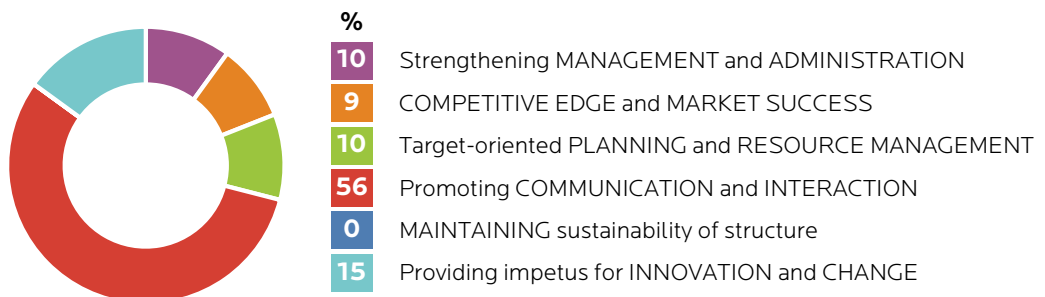 %
10 Strengthening MANAGEMENT and ADMINISTRATION
9 COMPETITIVE EDGE and MARKET SUCCESS
10 Target-oriented PLANNING and RESOURCE MANAGEMENT
56 Promoting COMMUNICATION and INTERACTION
0 MAINTAINING sustainability of structure
15 Providing impetus for INNOVATION and CHANGE